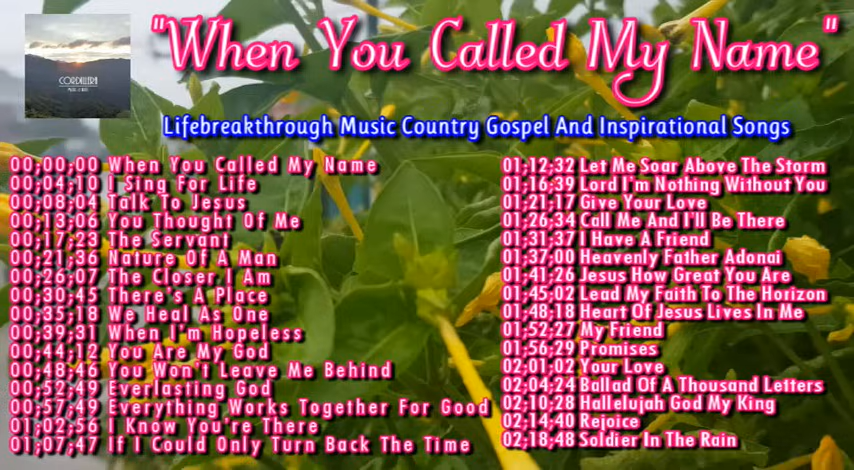 "When You Called My Name"
CORDILLERA
Lifebreakthrough Music Country Gospel And Inspirational Songs
00;00;00 When You Called My Name
00;04;10 I Sing For Life
00;08;04 Talk To Jesus
00;13;06 You Thought Of Me
00;17;23 The Servant
00;21;36 Nature Of A Man
00;26;07 The Closer I Am
00;30;45 There's A Place
00;35;18 We Heal As One
00;39;31 When I'm Hopeless
00;44;12 You Are My God
00;48;46 You Won't Leave Me Behind
00;52;49 Everlasting God
00;57;49 Everything Works Together For Good
01;02;56 I Know You're There
01;07;47 If I Could Only Turn Back The Time
01;12;32 Let Me Soar Above The Storm
01;16;39 Lord I'm Nothing Without You
01;21;17 Give Your Love
01;26;34 Call Me And I'll Be There
01;31;37 I Have A Friend
01;37;00 Heavenly Father Adonai
01;41;26 Jesus How Great You Are
01;45;02 Lead My Faith To The Horizon
01;48;18 Heart Of Jesus Lives In Me
01;52;27 My Friend
01;56;29 Promises
02;01;02 Your Love
02;04;24 Ballad Of A Thousand Letters
02;10;28 Hallelujah God My King
02;14;40 Rejoice
02;18;48 Soldier In The Rain